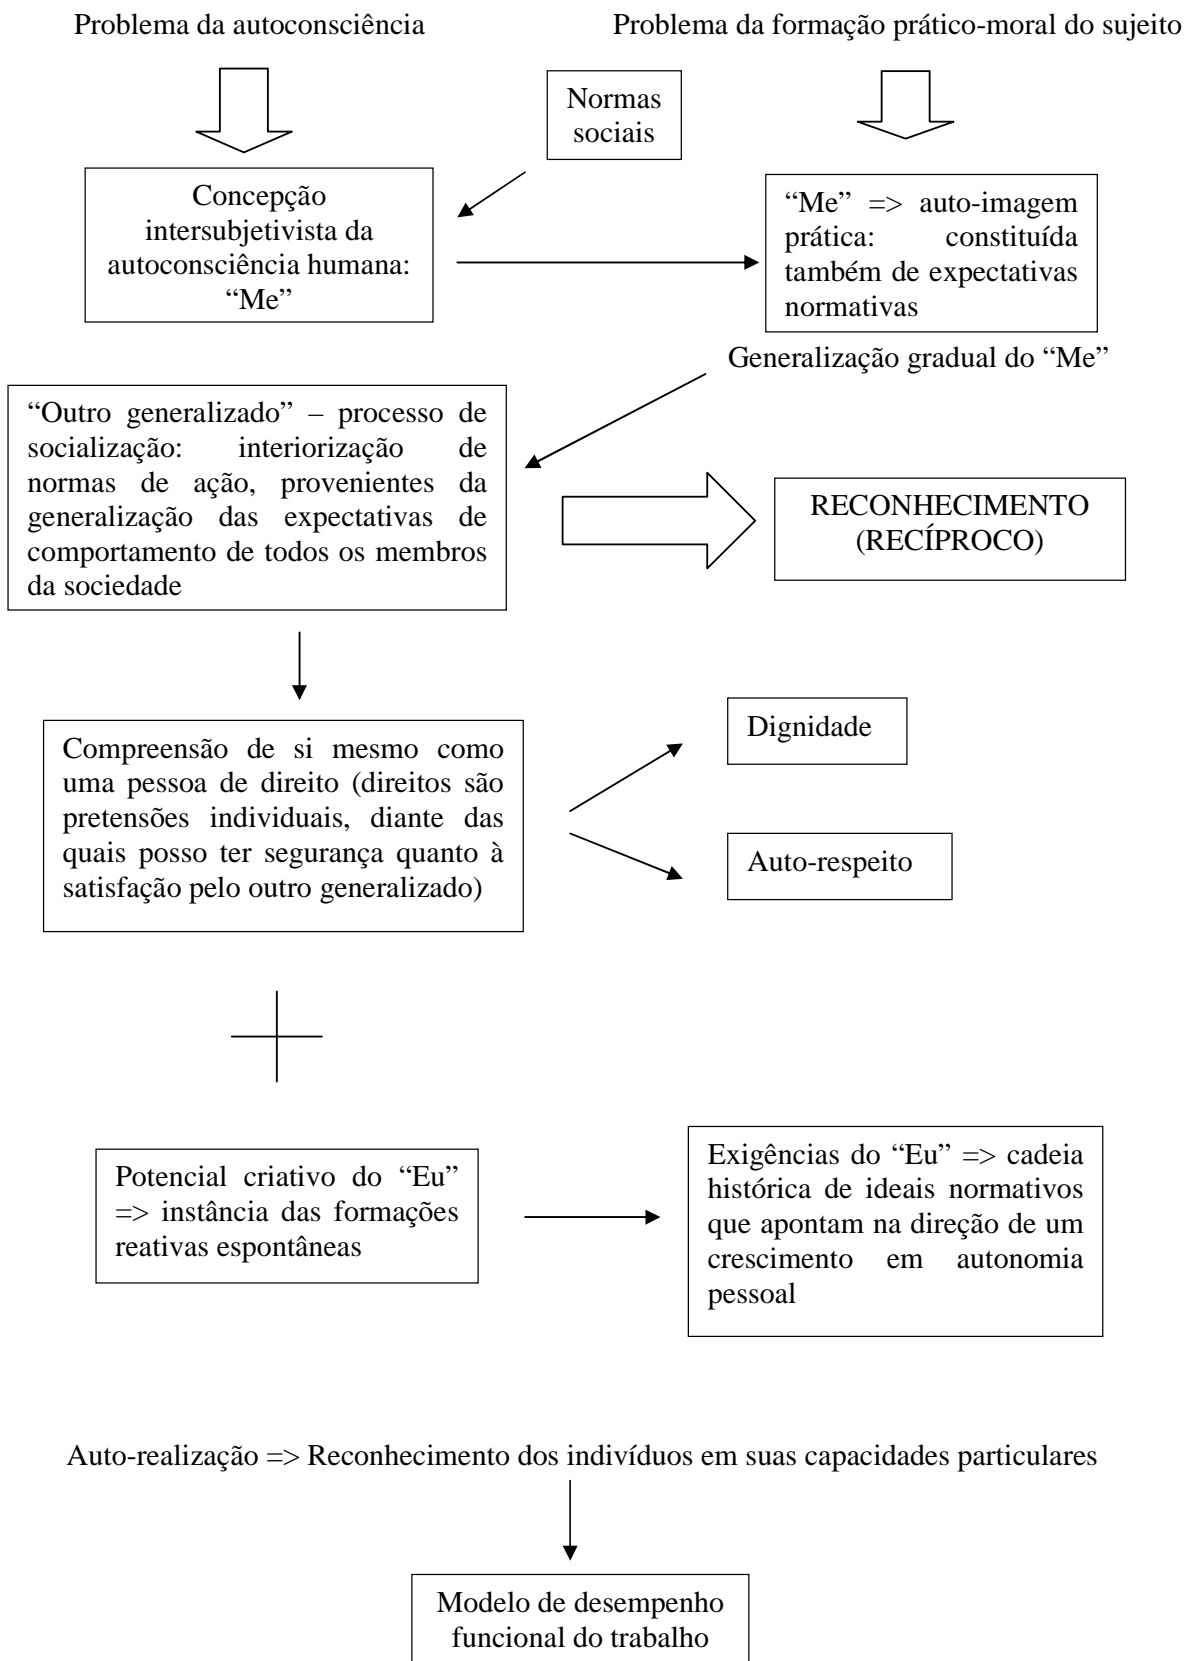 Problema da autoconsciência
Problema da formação prático-moral do sujeito
Normas
sociais
Concepção
intersubjetivista da
autoconsciência humana:
“Me”
“Me” => auto-imagem
prática: constituída
também de expectativas
normativas
Generalização gradual do “Me”
“Outro generalizado” – processo de
socialização: interiorização de
normas de ação, provenientes da
generalização das expectativas de
comportamento de todos os membros
da sociedade
RECONHECIMENTO
(RECÍPROCO)
Compreensão de si mesmo como
uma pessoa de direito (direitos são
pretensões individuais, diante das
quais posso ter segurança quanto à
satisfação pelo outro generalizado)
Dignidade
Auto-respeito
Potencial criativo do “Eu”
=> instância das formações
reativas espontâneas
Exigências do “Eu” => cadeia
histórica de ideais normativos
que apontam na direção de um
crescimento em autonomia
pessoal
Auto-realização => Reconhecimento dos indivíduos em suas capacidades particulares
Modelo de desempenho
funcional do trabalho